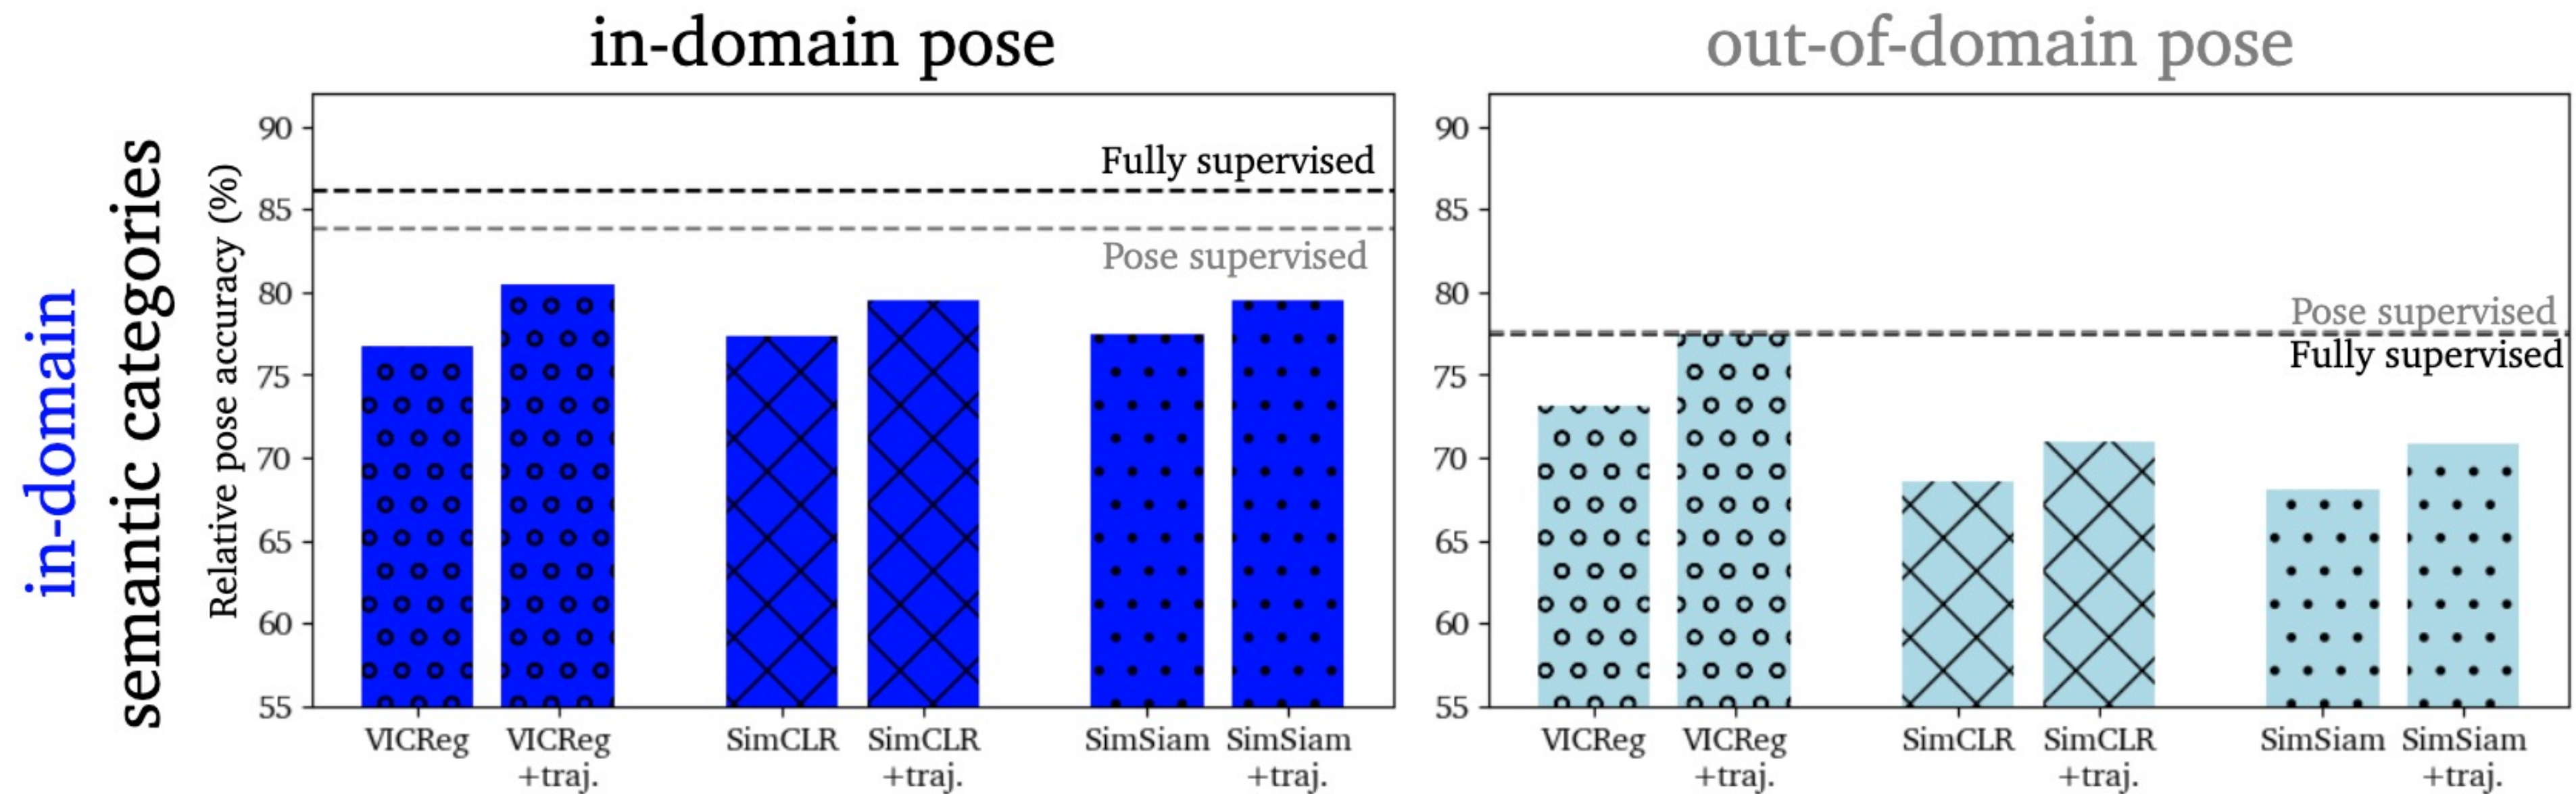 in-domain pose
out-of-domain pose
in-domain
semantic categories
Relative pose accuracy (%)
90
85
80
75
70
65
60
55
Fully supervised
Pose supervised
VICReg
VICReg
+traj.
SimCLR
SimCLR
+traj.
SimSiam
SimSiam
+traj.
90
85
80
75
70
65
60
55
Pose supervised
Fully supervised
VICReg
VICReg
+traj.
SimCLR
SimCLR
+traj.
SimSiam
SimSiam
+traj.